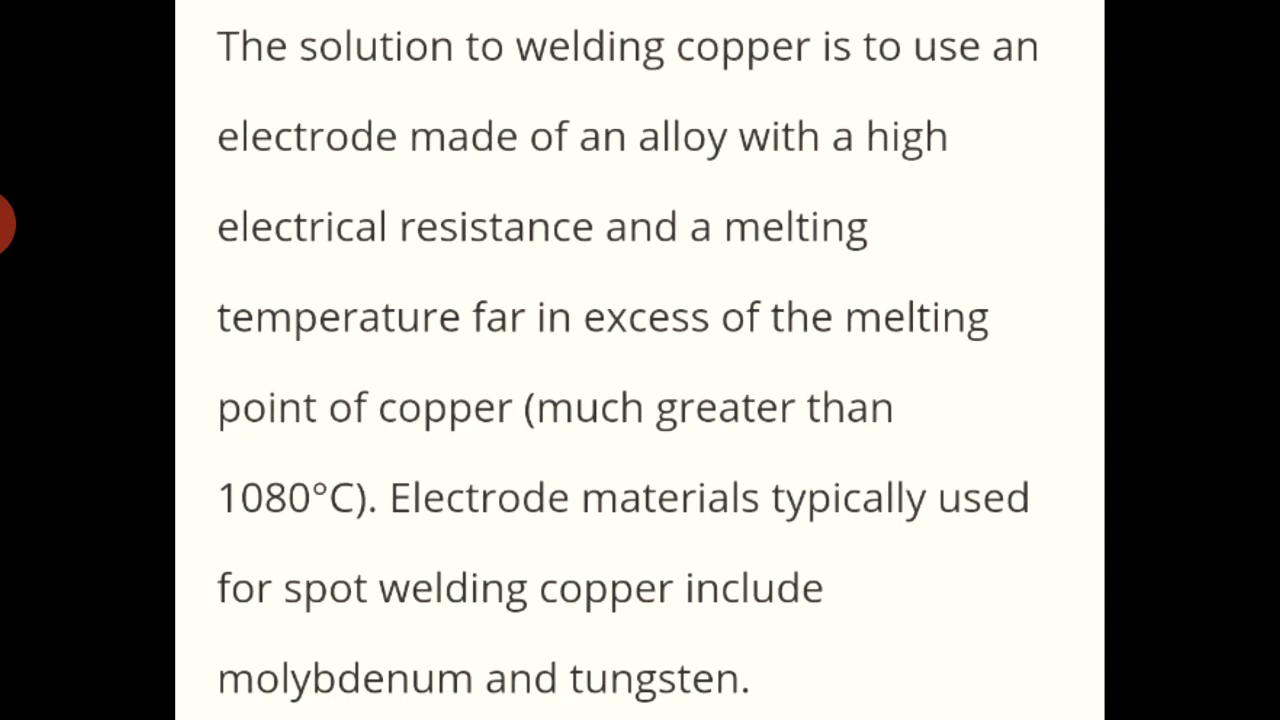 The solution to welding copper is to use an
electrode made of an alloy with a high
electrical resistance and a melting
temperature far in excess of the melting
point of copper (much greater than
1080°C). Electrode materials typically used
for spot welding copper include
molybdenum and tungsten.